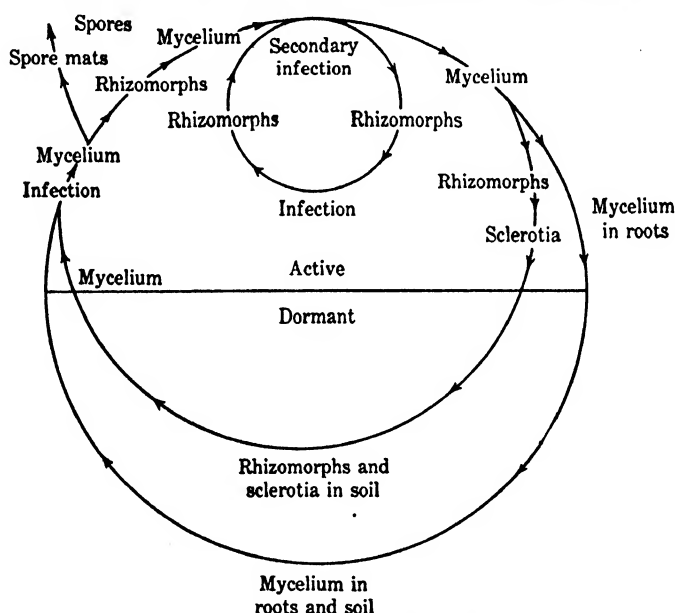 Spores
Spore mats
Mycelium
Secondary
infection
Rhizomorphs
Mycelium
Rhizomorphs
Rhizomorphs
Mycelium
Infection
Rhizomorphs
Infection
Sclerotia
Mycelium
in roots
Mycelium
Active
Dormant
Rhizomorphs and
sclerotia in soil
Mycelium in
roots and soil